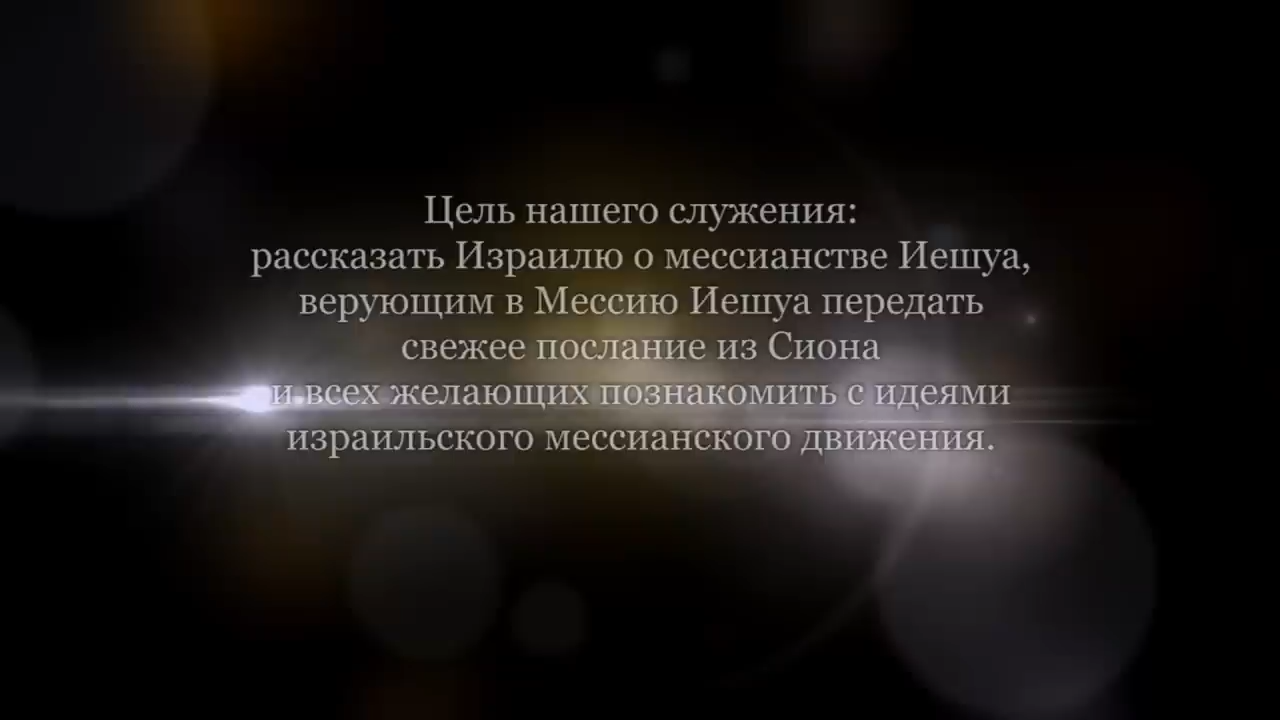 Цель нашего служения:
рассказать Израилю о мессианстве Иешуа,
верующим в Мессию Иешуа передать
свежее послание из Сиона
и всех желающих познакомить с идеями
израильского мессианского движения.